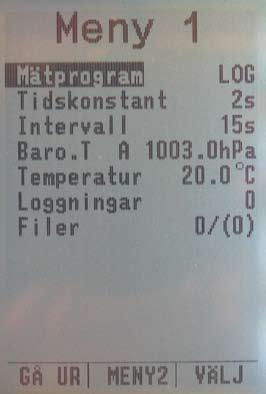 Meny 1
Mätprogram LOG
Tidskonstant 2s
Intervall 15s
Baro.T A 1003.0hPa
Temperatur 20.0°C
Loggningar 0
Filer 0/(0)
GÅ UR| MENY2| VÄLJ